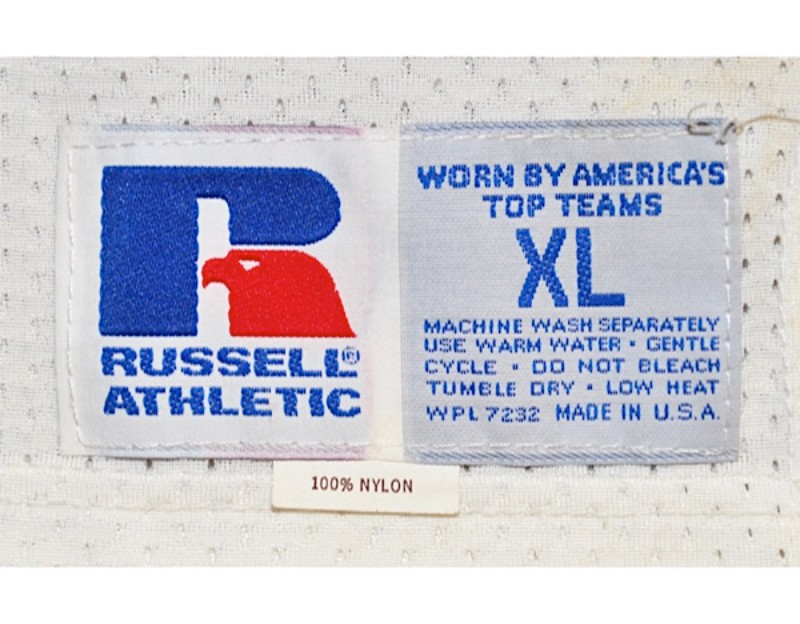 RUSSELL®
ATHLETIC
WORN BY AMERICA'S
TOP TEAMS
XL
MACHINE WASH SEPARATELY
USE WARM WATER • GENTLE
CYCLE • DO NOT BLEACH
TUMBLE DRY • LOW HEAT
WPL 7232 MADE IN U.S.A.
100% NYLON